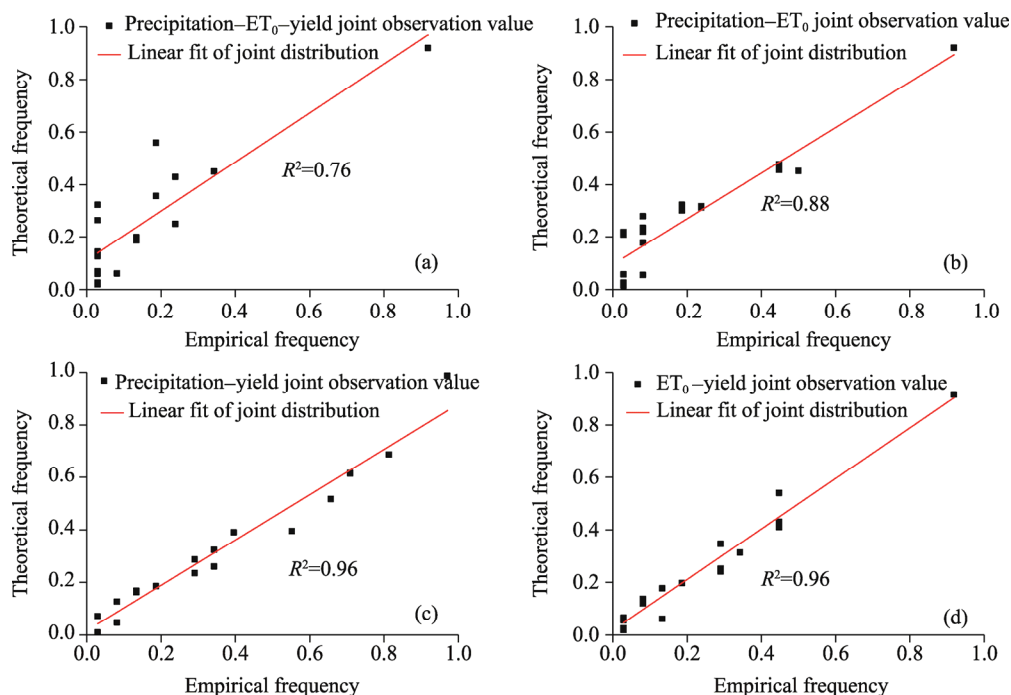 Precipitation–ET₀–yield joint observation value
Linear fit of joint distribution
R²=0.76
(a)
Theoretical frequency
1.0
0.8
0.6
0.4
0.2
0.0
0.0 0.2 0.4 0.6 0.8 1.0
Empirical frequency
Precipitation–ET₀ joint observation value
Linear fit of joint distribution
R²=0.88
(b)
Theoretical frequency
1.0
0.8
0.6
0.4
0.2
0.0
0.0 0.2 0.4 0.6 0.8 1.0
Empirical frequency
Precipitation–yield joint observation value
Linear fit of joint distribution
R²=0.96
(c)
Theoretical frequency
1.0
0.8
0.6
0.4
0.2
0.0
0.0 0.2 0.4 0.6 0.8 1.0
Empirical frequency
ET₀–yield joint observation value
Linear fit of joint distribution
R²=0.96
(d)
Theoretical frequency
1.0
0.8
0.6
0.4
0.2
0.0
0.0 0.2 0.4 0.6 0.8 1.0
Empirical frequency